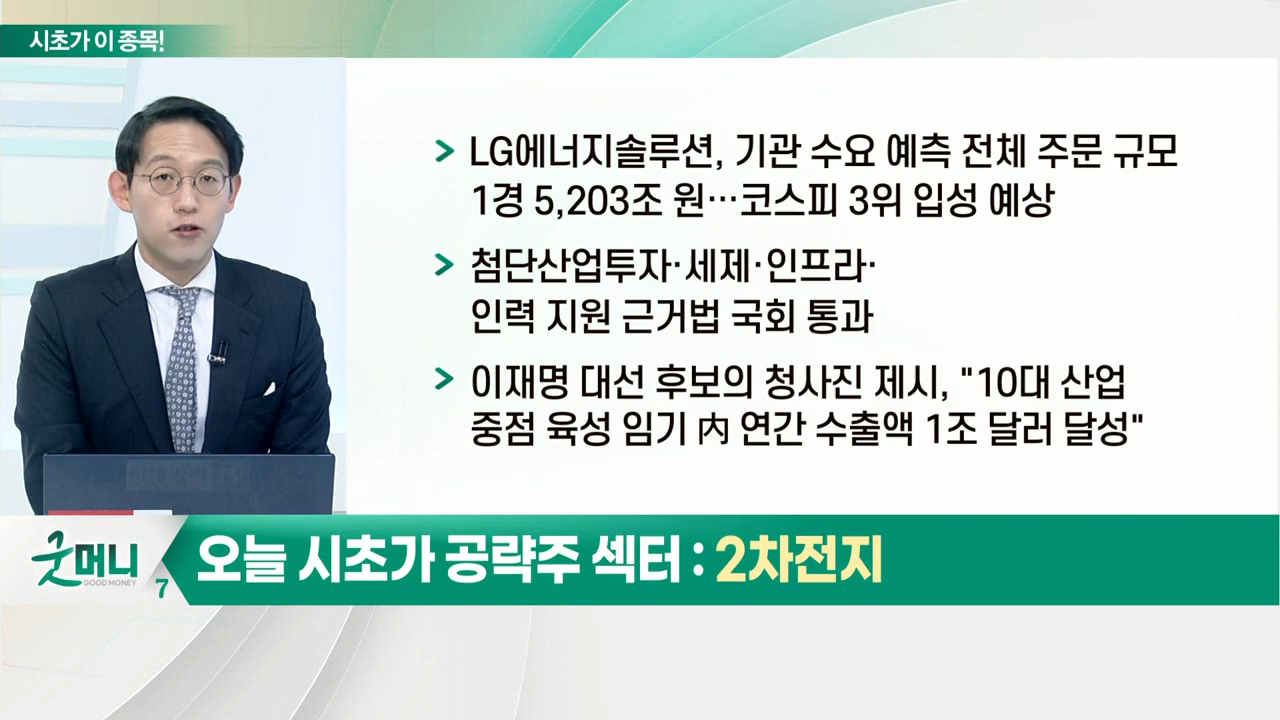 시초가 이 종목!
> LG에너지솔루션, 기관 수요 예측 전체 주문 규모
1경 5,203조 원…코스피 3위 입성 예상
> 첨단산업투자·세제·인프라·
인력 지원 근거법 국회 통과
> 이재명 대선 후보의 청사진 제시, "10대 산업
중점 육성 임기 內 연간 수출액 1조 달러 달성"
굿머니
GOOD MONEY
7
오늘 시초가 공략주 섹터 : 2차전지